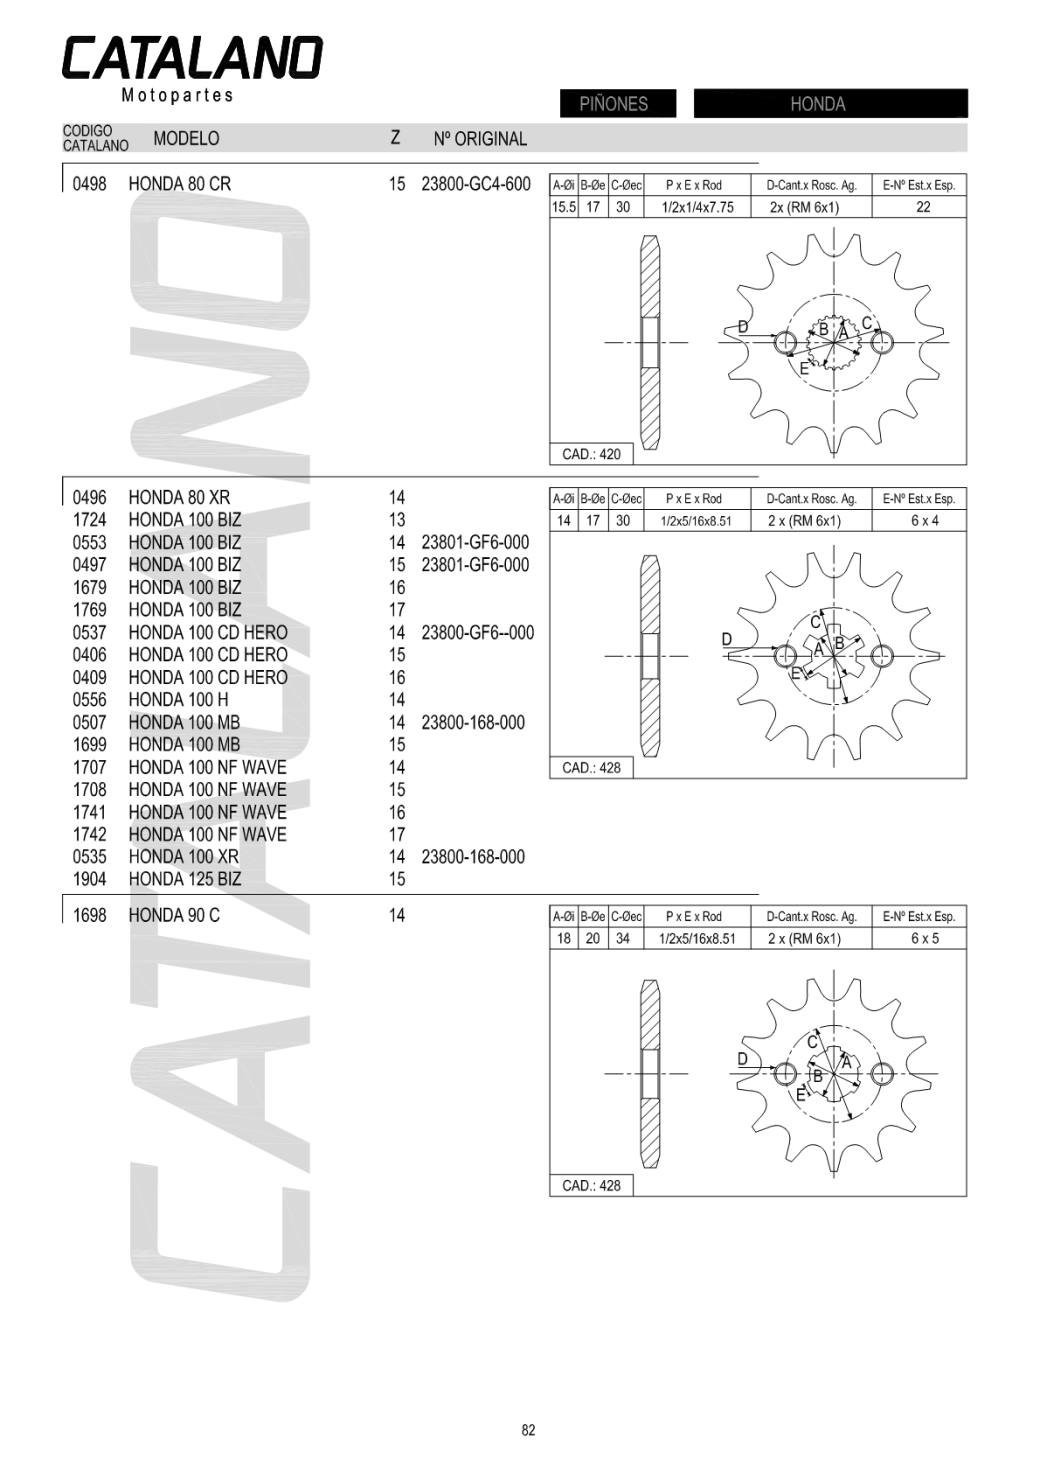 CATALANO
Motopartes
PIÑONES HONDA
CODIGO CATALANO MODELO Z Nº ORIGINAL
0498 HONDA 80 CR 15 23800-GC4-600
A-Øi B-Øe C-Øec P x E x Rod D-Cant.x Rosc. Ag. E-Nº Est.x Esp.
15.5 17 30 1/2x1/4x7.75 2x (RM 6x1) 22
D B A C
E
CAD.: 420
0496 HONDA 80 XR 14
1724 HONDA 100 BIZ 13
0553 HONDA 100 BIZ 14 23801-GF6-000
0497 HONDA 100 BIZ 15 23801-GF6-000
1679 HONDA 100 BIZ 16
1769 HONDA 100 BIZ 17
0537 HONDA 100 CD HERO 14 23800-GF6--000
0406 HONDA 100 CD HERO 15
0409 HONDA 100 CD HERO 16
0556 HONDA 100 H 14
0507 HONDA 100 MB 14 23800-168-000
1699 HONDA 100 MB 15
1707 HONDA 100 NF WAVE 14
1708 HONDA 100 NF WAVE 15
1741 HONDA 100 NF WAVE 16
1742 HONDA 100 NF WAVE 17
0535 HONDA 100 XR 14 23800-168-000
1904 HONDA 125 BIZ 15
A-Øi B-Øe C-Øec P x E x Rod D-Cant.x Rosc. Ag. E-Nº Est.x Esp.
14 17 30 1/2x5/16x8.51 2 x (RM 6x1) 6 x 4
C
D A B
E
CAD.: 428
1698 HONDA 90 C 14
A-Øi B-Øe C-Øec P x E x Rod D-Cant.x Rosc. Ag. E-Nº Est.x Esp.
18 20 34 1/2x5/16x8.51 2 x (RM 6x1) 6 x 5
C
D A
B
E
CAD.: 428
CATALANO
82